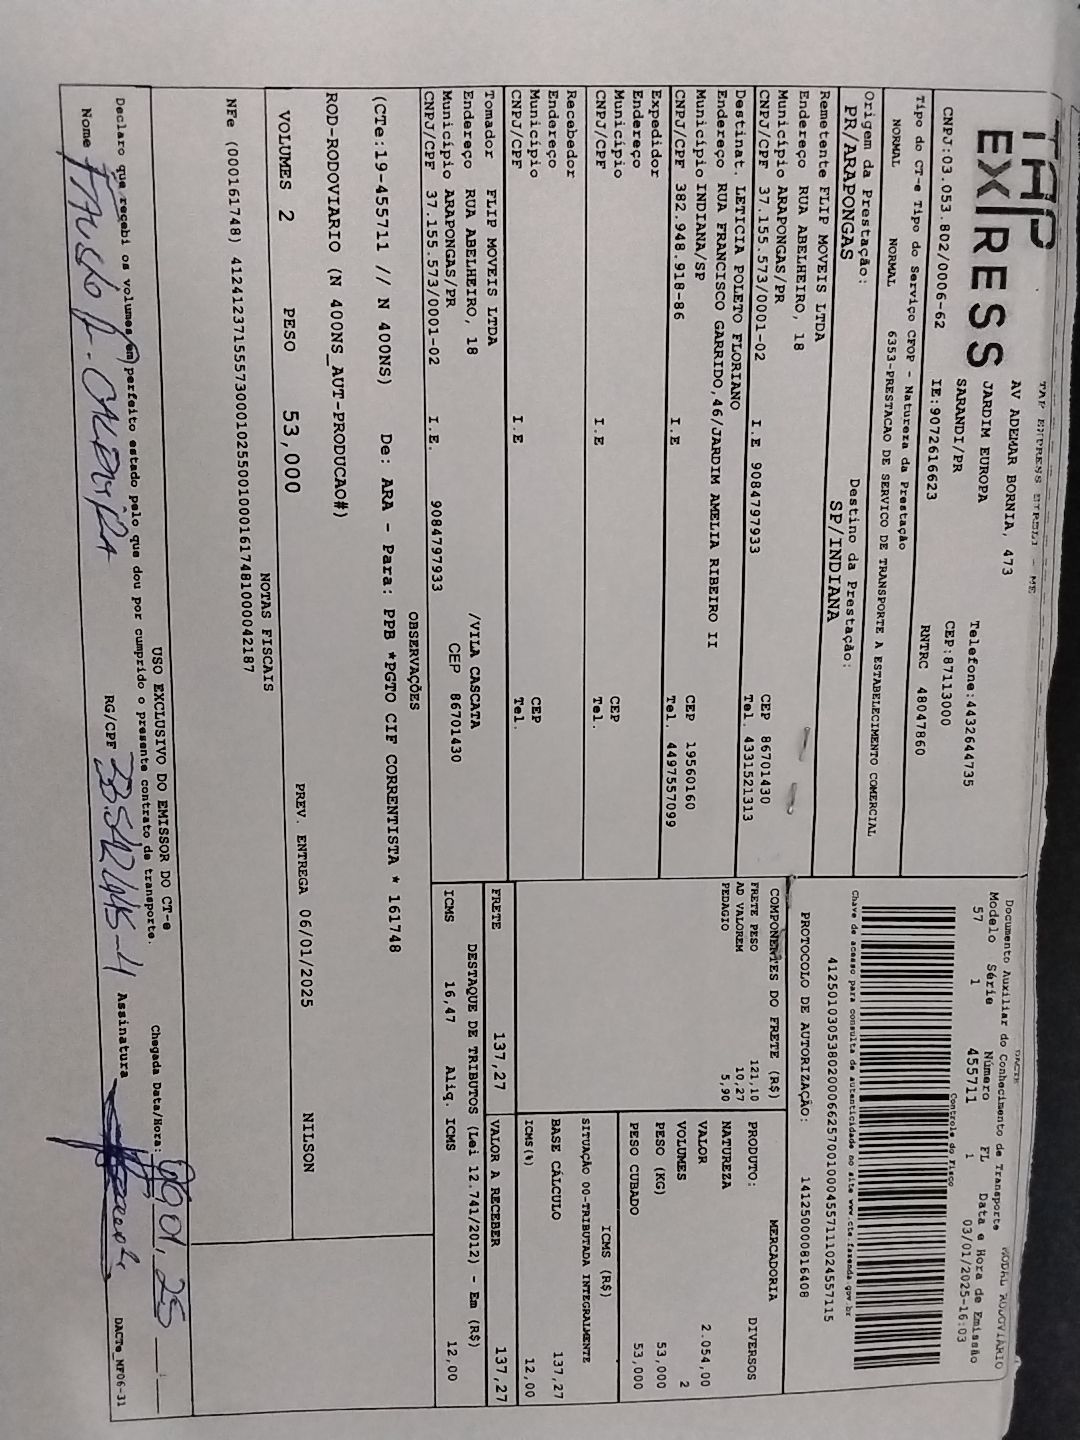 TAP EXPRESS EIRELI - ME
TAP
EXPRESS
AV ADEMAR BORNIA, 473
JARDIM EUROPA
SARANDI/PR
Telefone:4432644735
CEP:87113000
CNPJ:03.053.802/0006-62
IE:9072616623
RNTRC 48047860
Tipo do CT-e Tipo do Serviço CFOP - Natureza da Prestação
NORMAL NORMAL 6353-PRESTACAO DE SERVICO DE TRANSPORTE A ESTABELECIMENTO COMERCIAL
Origem da Prestação: Destino da Prestação:
PR/ARAPONGAS SP/INDIANA
DACTE MODAL RODOVIÁRIO
Documento Auxiliar do Conhecimento de Transporte
Modelo Série Número FL Data e Hora de Emissão
57 1 455711 1 03/01/2025-16:03
Controle do Fisco
Chave de acesso para consulta de autenticidade no site www.cte.fazenda.gov.br
41250103053802000662570010004557111024557115
PROTOCOLO DE AUTORIZAÇÃO: 141250000816408
Remetente FLIP MOVEIS LTDA
Endereço RUA ABELHEIRO, 18
Município ARAPONGAS/PR CEP 86701430
CNPJ/CPF 37.155.573/0001-02 I.E 9084797933 Tel. 4331521313
Destinat. LETICIA POLETO FLORIANO
Endereço RUA FRANCISCO GARRIDO,46/JARDIM AMELIA RIBEIRO II
Município INDIANA/SP CEP 19560160
CNPJ/CPF 382.948.918-86 I.E Tel. 4497557099
Expedidor
Endereço
Município CEP
CNPJ/CPF I.E Tel.
Recebedor
Endereço
Município CEP
CNPJ/CPF I.E Tel.
Tomador FLIP MOVEIS LTDA
Endereço RUA ABELHEIRO, 18 /VILA CASCATA
Município ARAPONGAS/PR CEP 86701430
CNPJ/CPF 37.155.573/0001-02 I.E. 9084797933
COMPONENTES DO FRETE (R$)
FRETE PESO 121,10
AD VALOREM 10,27
PEDAGIO 5,90
MERCADORIA
PRODUTO: DIVERSOS
NATUREZA
VALOR 2.054,00
VOLUMES 2
PESO (KG) 53,000
PESO CUBADO 53,000
ICMS (R$)
SITUAÇÃO 00-TRIBUTADA INTEGRALMENTE
BASE CÁLCULO 137,27
ICMS(%) 12,00
FRETE 137,27 VALOR A RECEBER 137,27
DESTAQUE DE TRIBUTOS (Lei 12.741/2012) - Em (R$)
ICMS 16,47 Aliq. ICMS 12,00
OBSERVAÇÕES
(CTe:19-455711 // N 400NS) De: ARA - Para: PPB *PGTO CIF CORRENTISTA * 161748
ROD-RODOVIARIO (N 400NS_AUT-PRODUCAO#)
VOLUMES 2 PESO 53,000 PREV. ENTREGA 06/01/2025 NILSON
NOTAS FISCAIS
NFe (000161748) 41241237155573000102550010001617481000042187
USO EXCLUSIVO DO EMISSOR DO CT-e
Declaro que recebi os volumes em perfeito estado pelo que dou por cumprido o presente contrato de transporte.
Chegada Data/Hora: 01 25
Nome RG/CPF Assinatura
DACTe_NF06-31